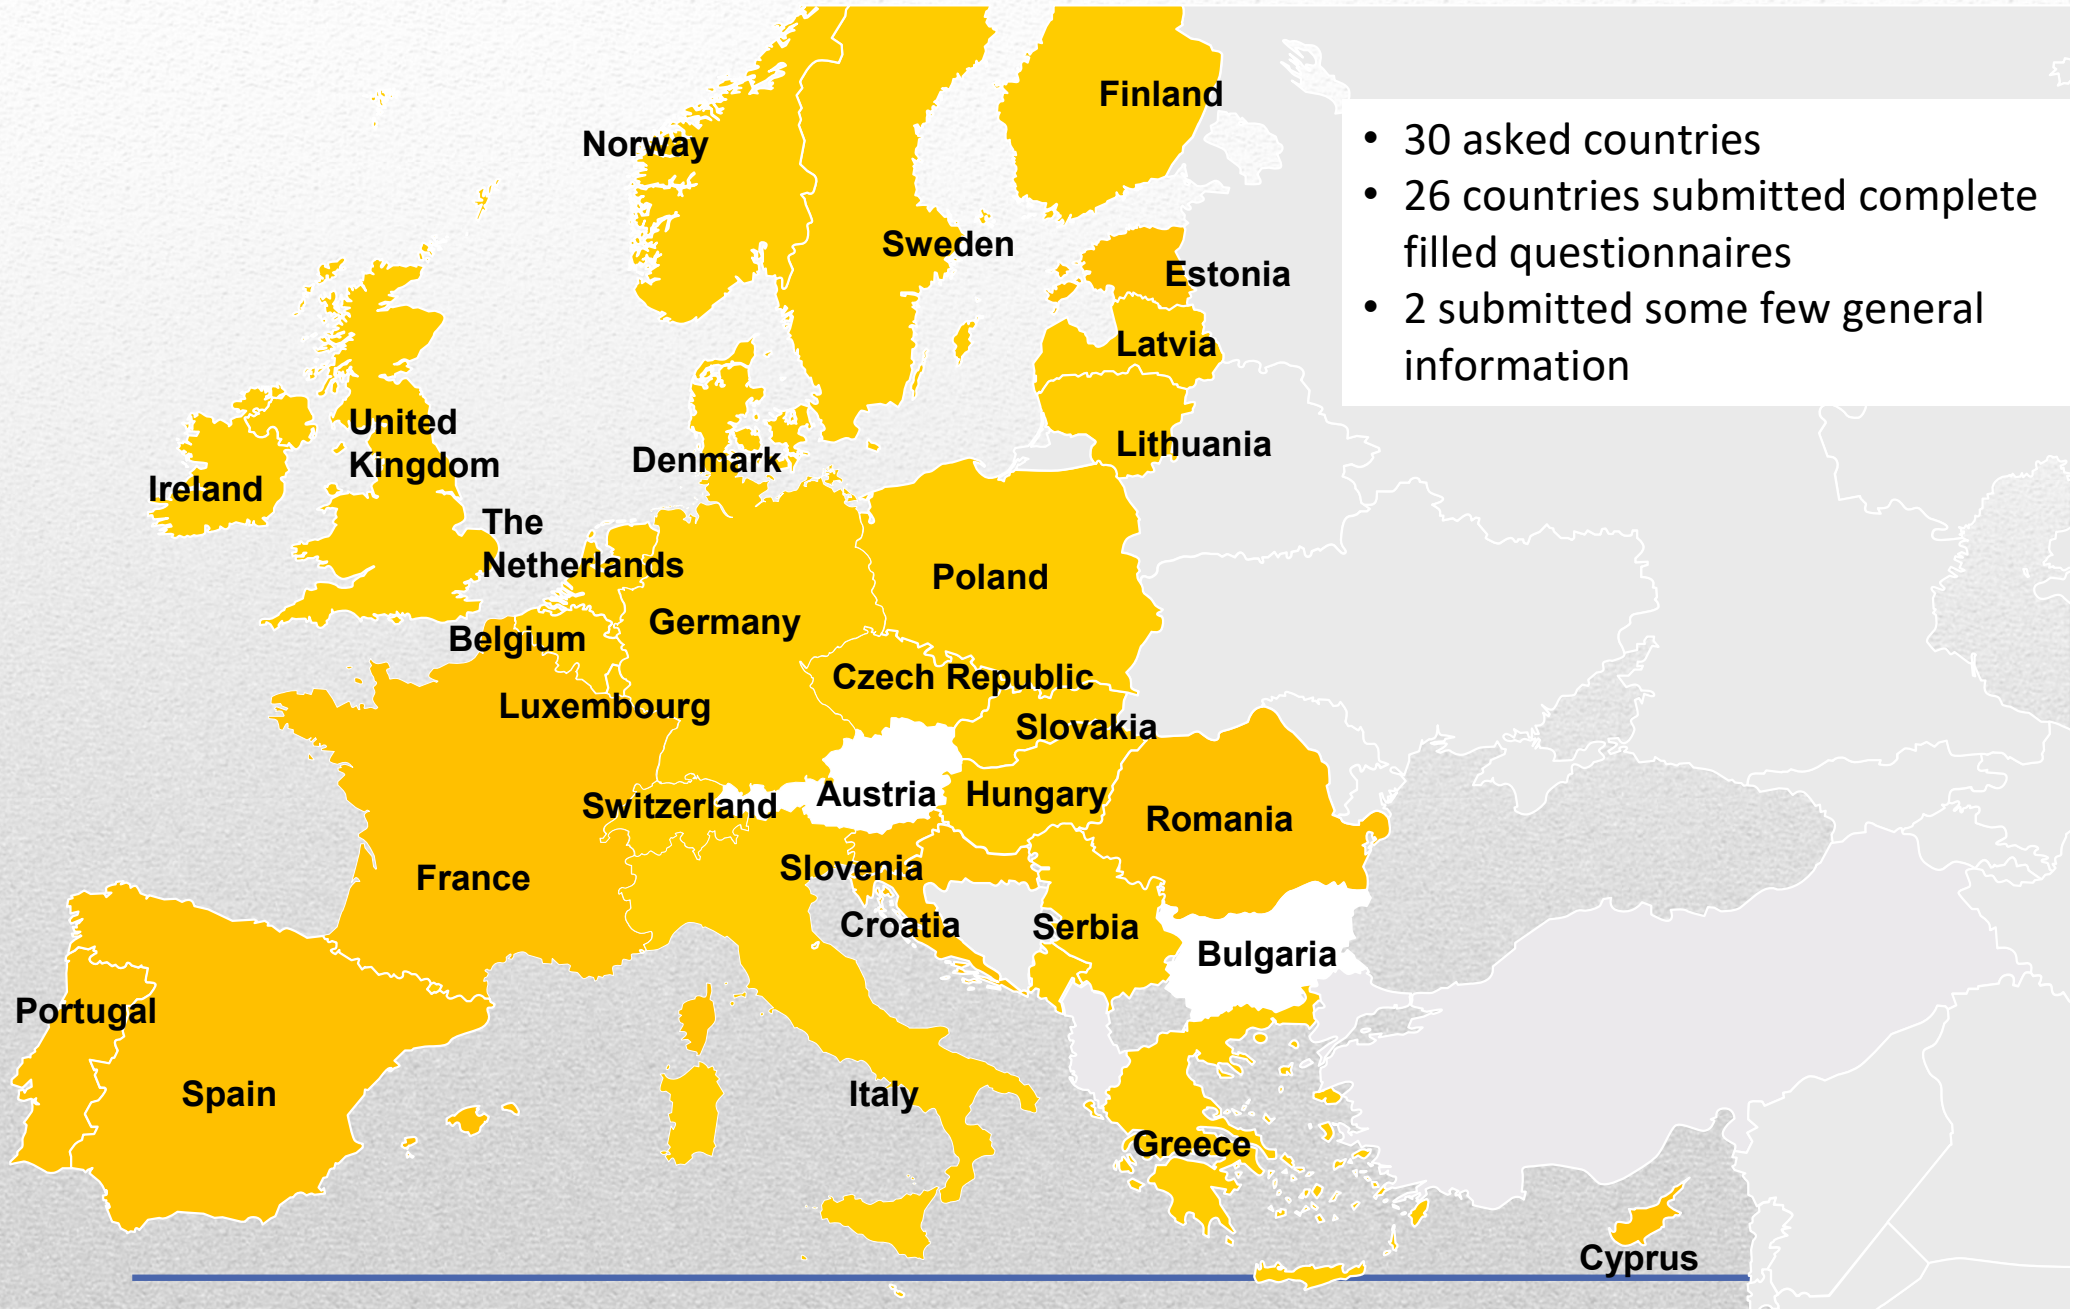 Finland
Norway
• 30 asked countries
• 26 countries submitted complete
filled questionnaires
• 2 submitted some few general
information
Sweden
Estonia
Latvia
United
Kingdom
Lithuania
Denmark
Ireland
The
Netherlands
Poland
Germany
Belgium
Czech Republic
Luxembourg
Slovakia
Switzerland
Austria
Hungary
Romania
Slovenia
France
Croatia
Serbia
Bulgaria
Portugal
Spain
Italy
Greece
Cyprus